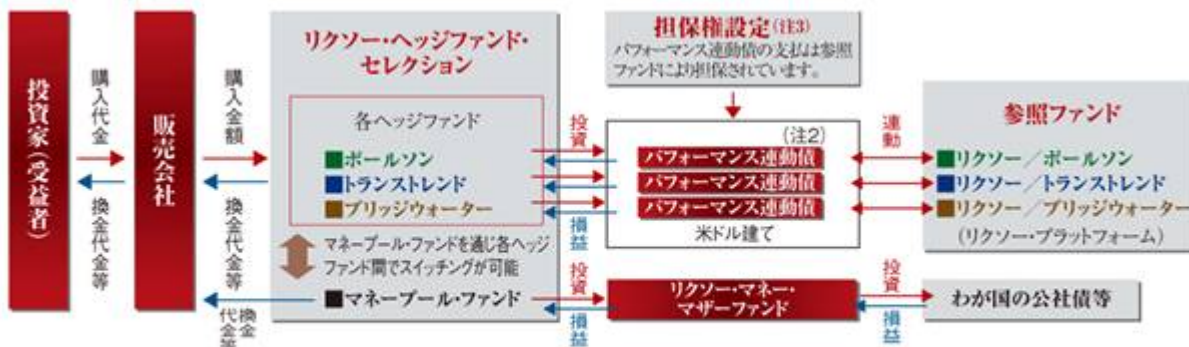 投資家（受益者）
購入代金
換金代金等
販売会社
購入金額
換金代金等
換金代金等
リクソー・ヘッジファンド・
セレクション
各ヘッジファンド
■ポールソン
■トランストレンド
■ブリッジウォーター
マネープール・ファンドを通じ各ヘッジ
ファンド間でスイッチングが可能
■マネープール・ファンド
投資
損益
投資
損益
担保権設定(注3)
パフォーマンス連動債の支払は参照
ファンドにより担保されています。
(注2)
パフォーマンス連動債
パフォーマンス連動債
パフォーマンス連動債
米ドル建て
リクソー・マネー・
マザーファンド
連動
投資
損益
参照ファンド
■リクソー／ポールソン
■リクソー／トランストレンド
■リクソー／ブリッジウォーター
(リクソー・プラットフォーム)
わが国の公社債等